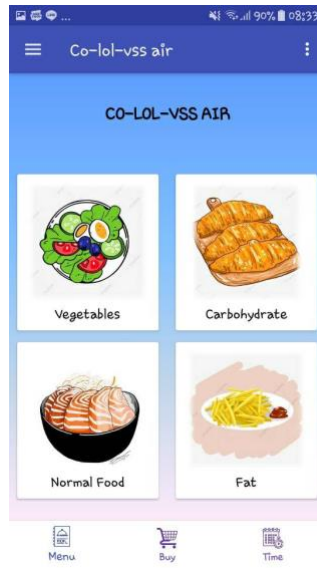 90% 08:33
Co-lol-vss air
CO-LOL-VSS AIR
Vegetables Carbohydrate
Normal Food Fat
Menu Buy Time